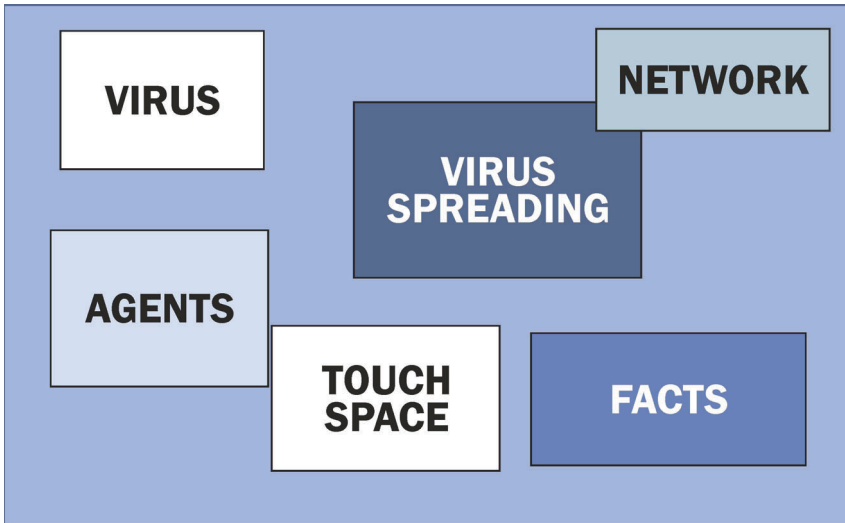 VIRUS
NETWORK
VIRUS
SPREADING
AGENTS
TOUCH
SPACE
FACTS